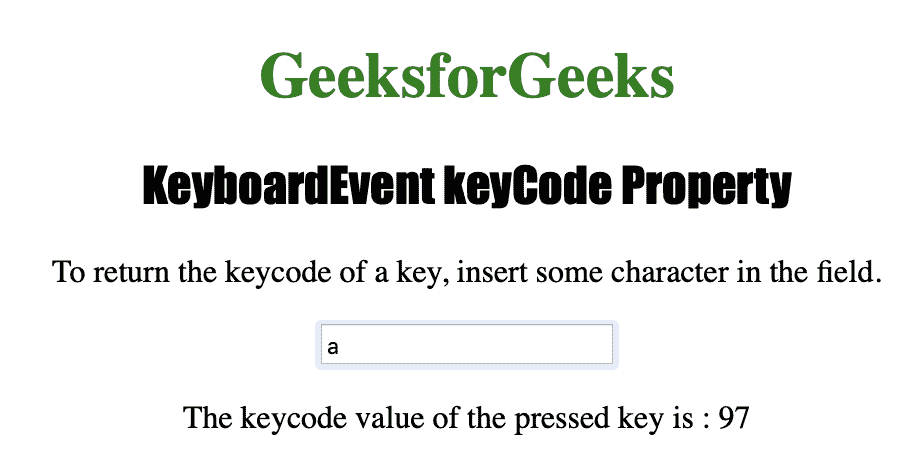 GeeksforGeeks
KeyboardEvent keyCode Property
To return the keycode of a key, insert some character in the field.
a
The keycode value of the pressed key is : 97